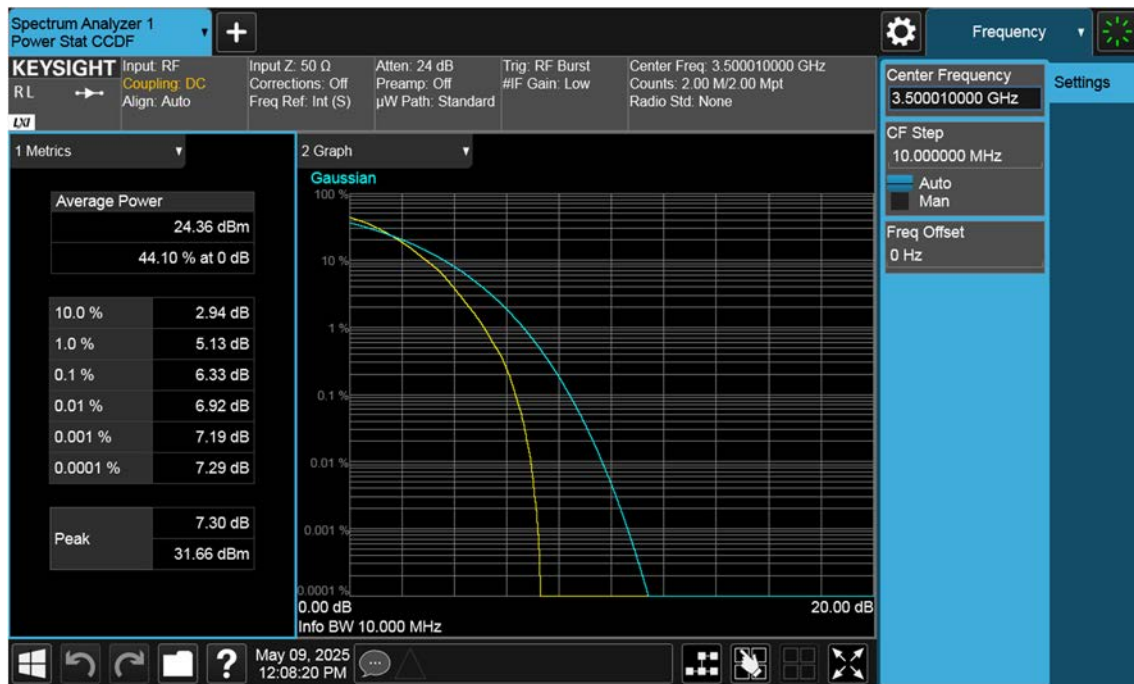 Spectrum Analyzer 1
Power Stat CCDF
Frequency
KEYSIGHT
RL
LXI
Input: RF
Coupling: DC
Align: Auto
Input Z: 50 Ω
Corrections: Off
Freq Ref: Int (S)
Atten: 24 dB
Preamp: Off
µW Path: Standard
Trig: RF Burst
#IF Gain: Low
Center Freq: 3.500010000 GHz
Counts: 2.00 M/2.00 Mpt
Radio Std: None
1 Metrics
Average Power
24.36 dBm
44.10 % at 0 dB
10.0 % 2.94 dB
1.0 % 5.13 dB
0.1 % 6.33 dB
0.01 % 6.92 dB
0.001 % 7.19 dB
0.0001 % 7.29 dB
Peak
7.30 dB
31.66 dBm
2 Graph
Gaussian
100 %
10 %
1 %
0.1 %
0.01 %
0.001 %
0.0001 %
0.00 dB 20.00 dB
Info BW 10.000 MHz
Center Frequency
3.500010000 GHz
CF Step
10.000000 MHz
Auto
Man
Freq Offset
0 Hz
Settings
?
May 09, 2025
12:08:20 PM